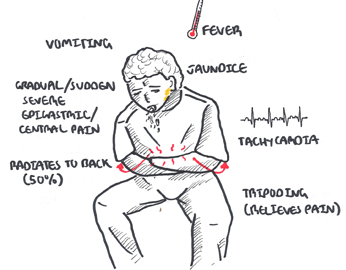 FEVER
VOMITING
JAUNDICE
GRADUAL/SUDDEN
SEVERE
EPIGASTRIC/
CENTRAL PAIN
TACHYCARDIA
RADIATES TO BACK
(50%)
TRIPODING
(RELIEVES PAIN)